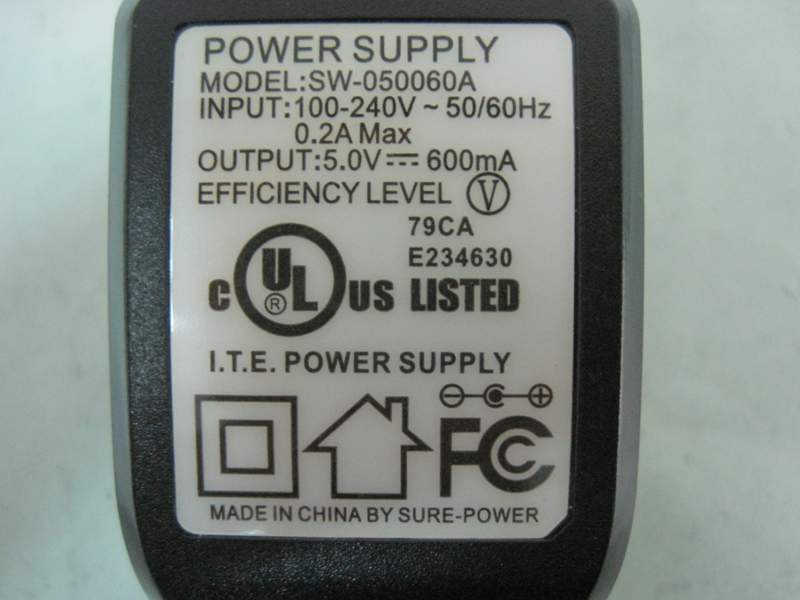 POWER SUPPLY
MODEL:SW-050060A
INPUT:100-240V ~ 50/60Hz
0.2A Max
OUTPUT:5.0V ⎓ 600mA
EFFICIENCY LEVEL Ⓥ
79CA
E234630
C UL ® US LISTED
I.T.E. POWER SUPPLY
FC
MADE IN CHINA BY SURE-POWER